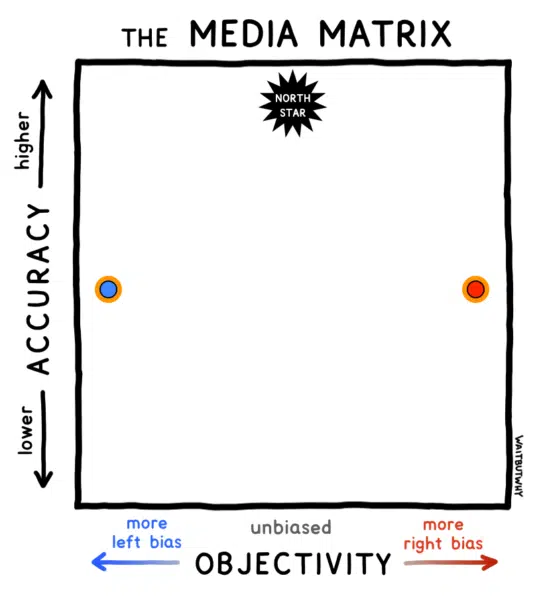 THE MEDIA MATRIX
NORTH
STAR
higher
ACCURACY
lower
WAITBUTWHY
more
left bias
unbiased
more
right bias
OBJECTIVITY